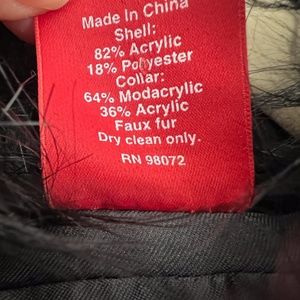 Made In China
Shell:
82% Acrylic
18% Polyester
Collar:
64% Modacrylic
36% Acrylic
Faux fur
Dry clean only.
RN 98072